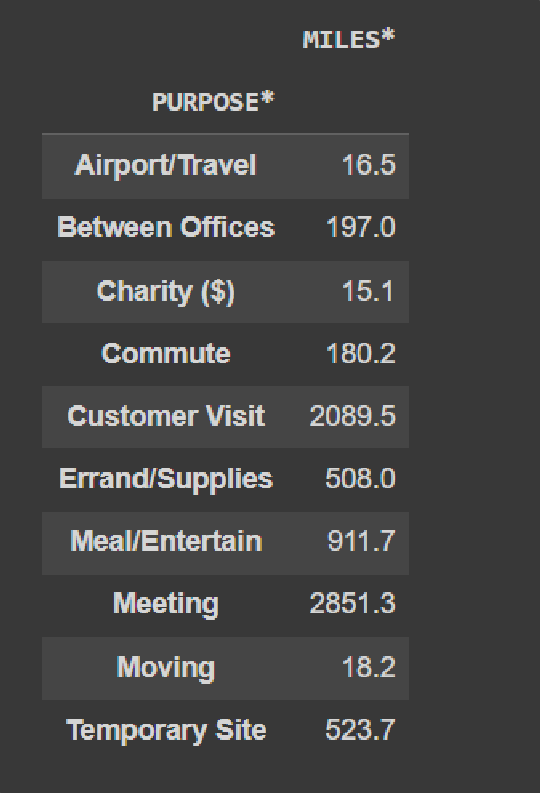 MILES*
PURPOSE*
Airport/Travel 16.5
Between Offices 197.0
Charity ($) 15.1
Commute 180.2
Customer Visit 2089.5
Errand/Supplies 508.0
Meal/Entertain 911.7
Meeting 2851.3
Moving 18.2
Temporary Site 523.7